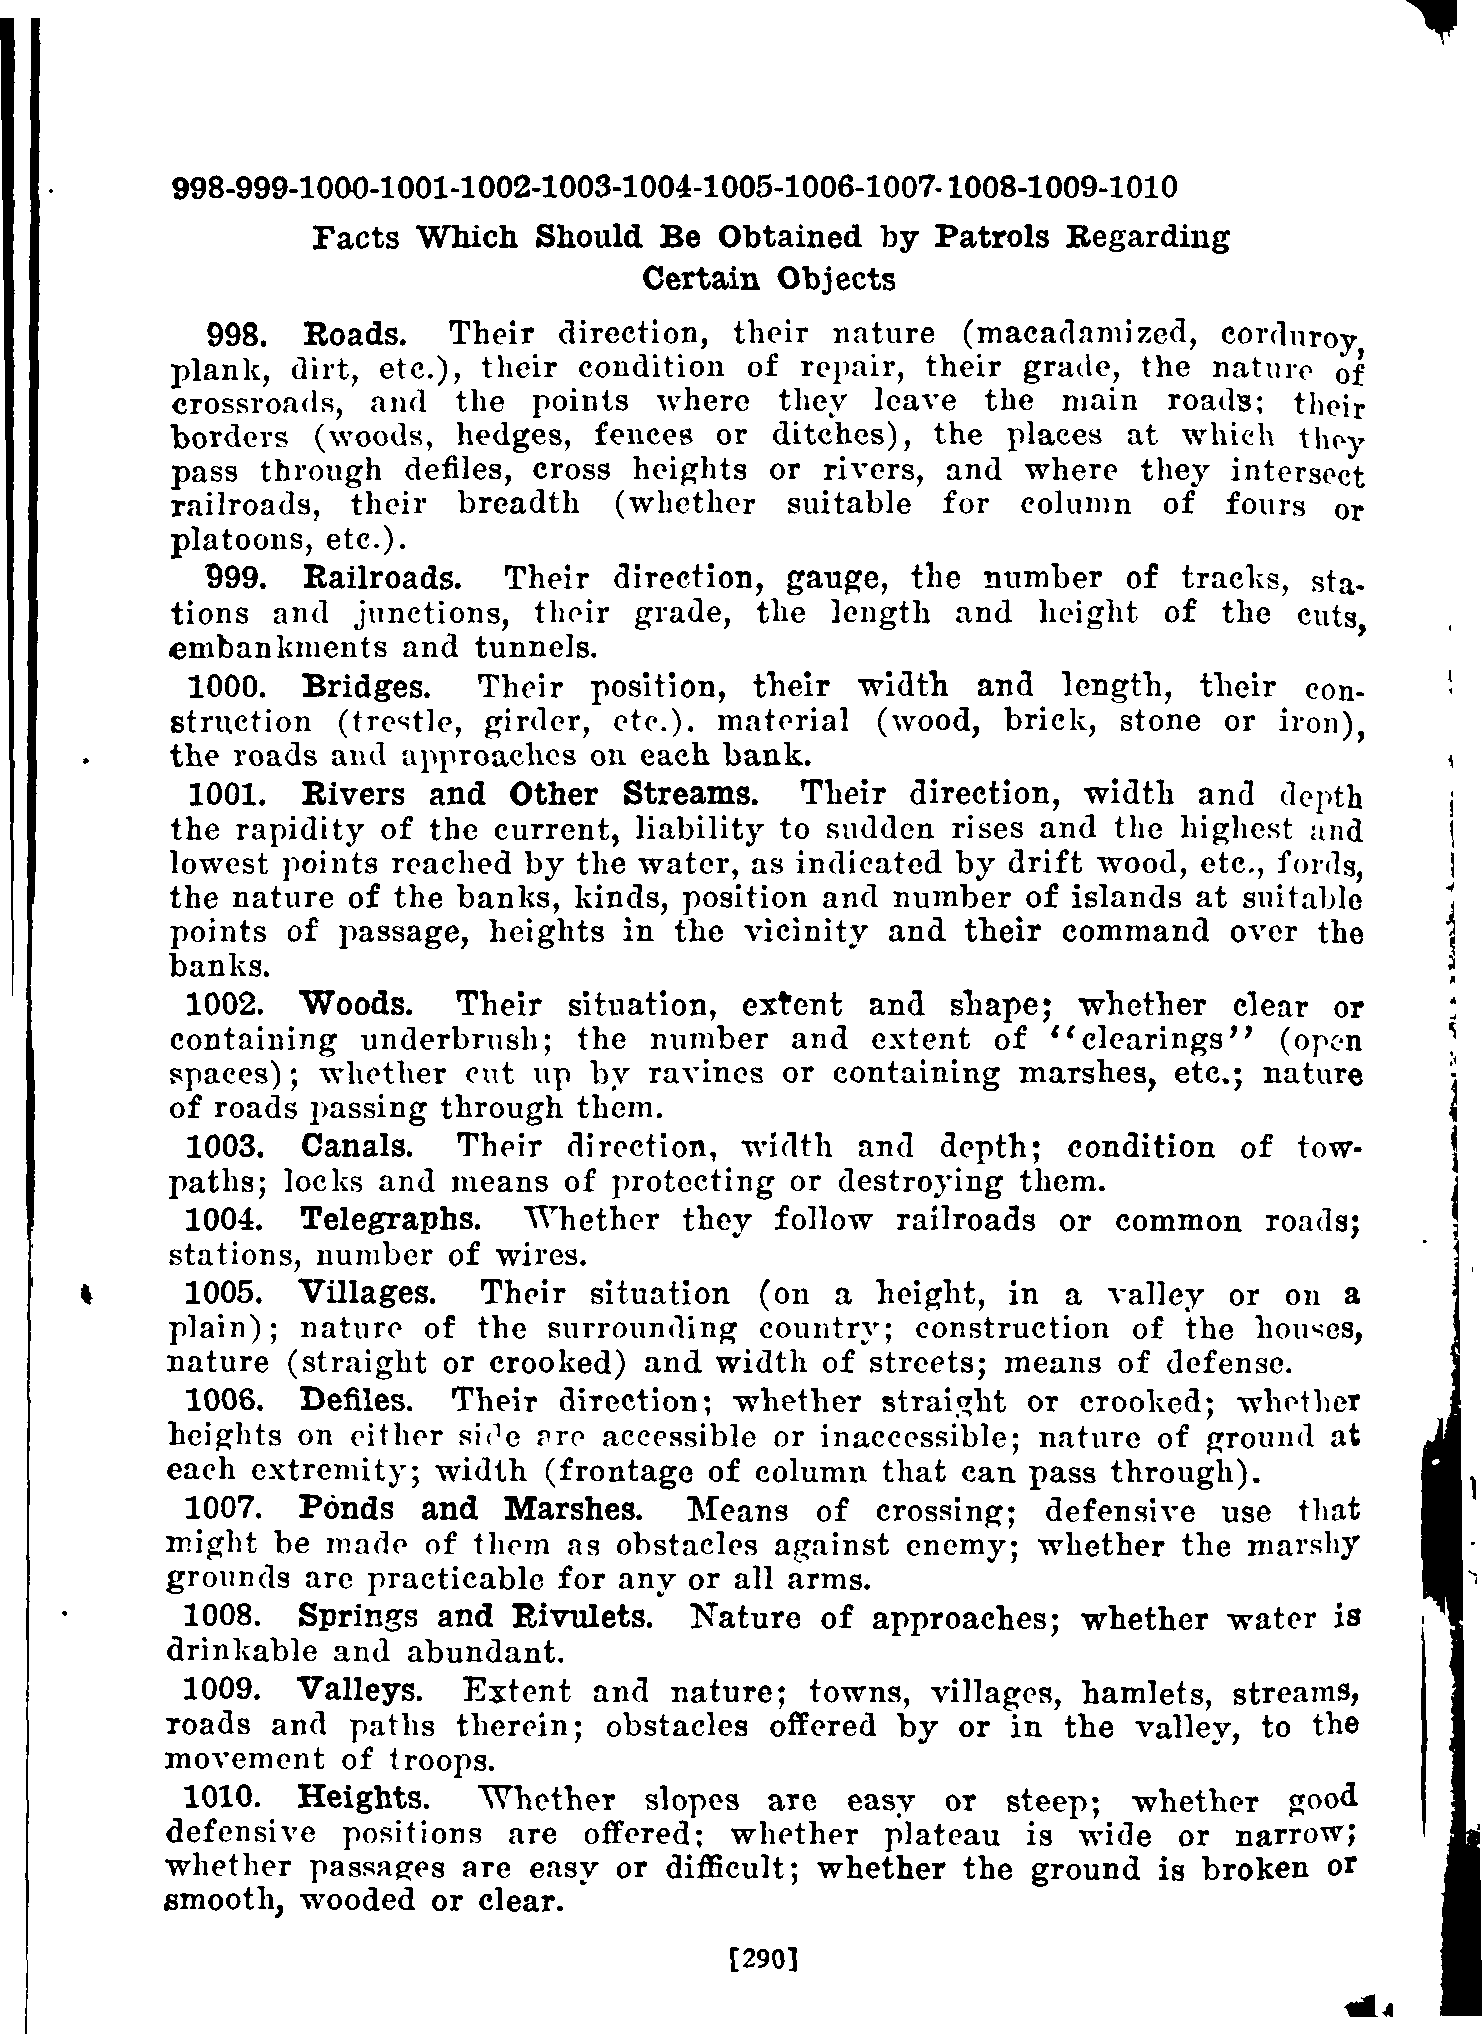 998-999-1000-1001-1002-1003-1004-1005-1006-1007-1008-1009-1010
Facts Which Should Be Obtained by Patrols Regarding
Certain Objects
998. Roads. Their direction, their nature (macadamized, corduroy,
plank, dirt, etc.), their condition of repair, their grade, the nature of
crossroads, and the points where they leave the main roads; their
borders (woods, hedges, fences or ditches), the places at which they
pass through defiles, cross heights or rivers, and where they intersect
railroads, their breadth (whether suitable for column of fours or
platoons, etc.).
999. Railroads. Their direction, gauge, the number of tracks, sta-
tions and junctions, their grade, the length and height of the cuts,
embankments and tunnels.
1000. Bridges. Their position, their width and length, their con-
struction (trestle, girder, etc.). material (wood, brick, stone or iron),
the roads and approaches on each bank.
1001. Rivers and Other Streams. Their direction, width and depth
the rapidity of the current, liability to sudden rises and the highest and
lowest points reached by the water, as indicated by drift wood, etc., fords,
the nature of the banks, kinds, position and number of islands at suitable
points of passage, heights in the vicinity and their command over the
banks.
1002. Woods. Their situation, extent and shape; whether clear or
containing underbrush; the number and extent of "clearings" (open
spaces); whether cut up by ravines or containing marshes, etc.; nature
of roads passing through them.
1003. Canals. Their direction, width and depth; condition of tow-
paths; locks and means of protecting or destroying them.
1004. Telegraphs. Whether they follow railroads or common roads;
stations, number of wires.
1005. Villages. Their situation (on a height, in a valley or on a
plain); nature of the surrounding country; construction of the houses,
nature (straight or crooked) and width of streets; means of defense.
1006. Defiles. Their direction; whether straight or crooked; whether
heights on either side are accessible or inaccessible; nature of ground at
each extremity; width (frontage of column that can pass through).
1007. Ponds and Marshes. Means of crossing; defensive use that
might be made of them as obstacles against enemy; whether the marshy
grounds are practicable for any or all arms.
1008. Springs and Rivulets. Nature of approaches; whether water is
drinkable and abundant.
1009. Valleys. Extent and nature; towns, villages, hamlets, streams,
roads and paths therein; obstacles offered by or in the valley, to the
movement of troops.
1010. Heights. Whether slopes are easy or steep; whether good
defensive positions are offered; whether plateau is wide or narrow;
whether passages are easy or difficult; whether the ground is broken or
smooth, wooded or clear.
[290]